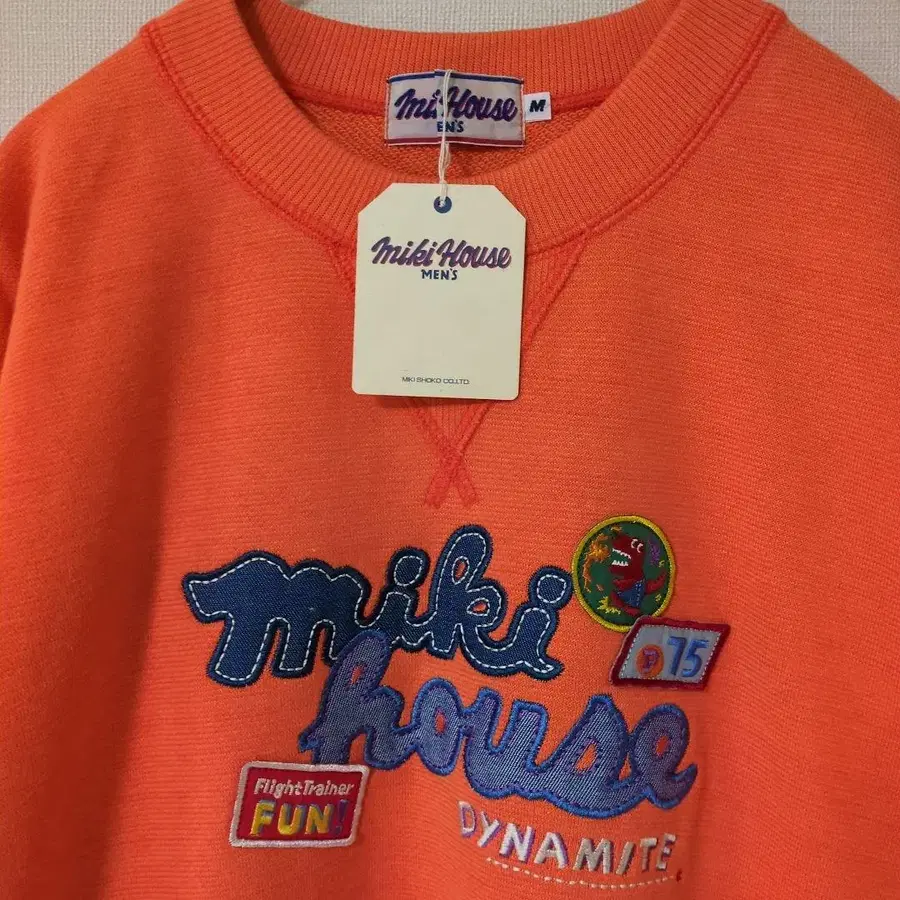 miki House
MEN'S
M
miki House
MEN'S
MIKI SHOKO CO.,LTD.
miki
house
P 75
Flight Trainer
FUN!
DYNAMITE